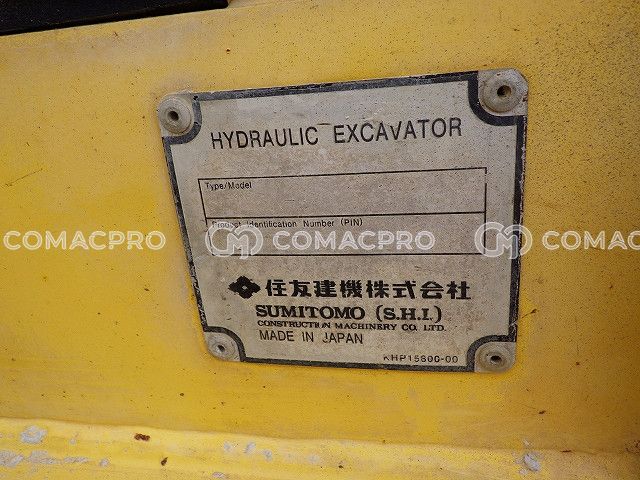 HYDRAULIC EXCAVATOR
Type/Model
Product Identification Number (PIN)
COMACPRO COMACPRO COMACPRO
住友建機株式会社
SUMITOMO (S.H.I.)
CONSTRUCTION MACHINERY CO. LTD.
MADE IN JAPAN
KHP15600-00